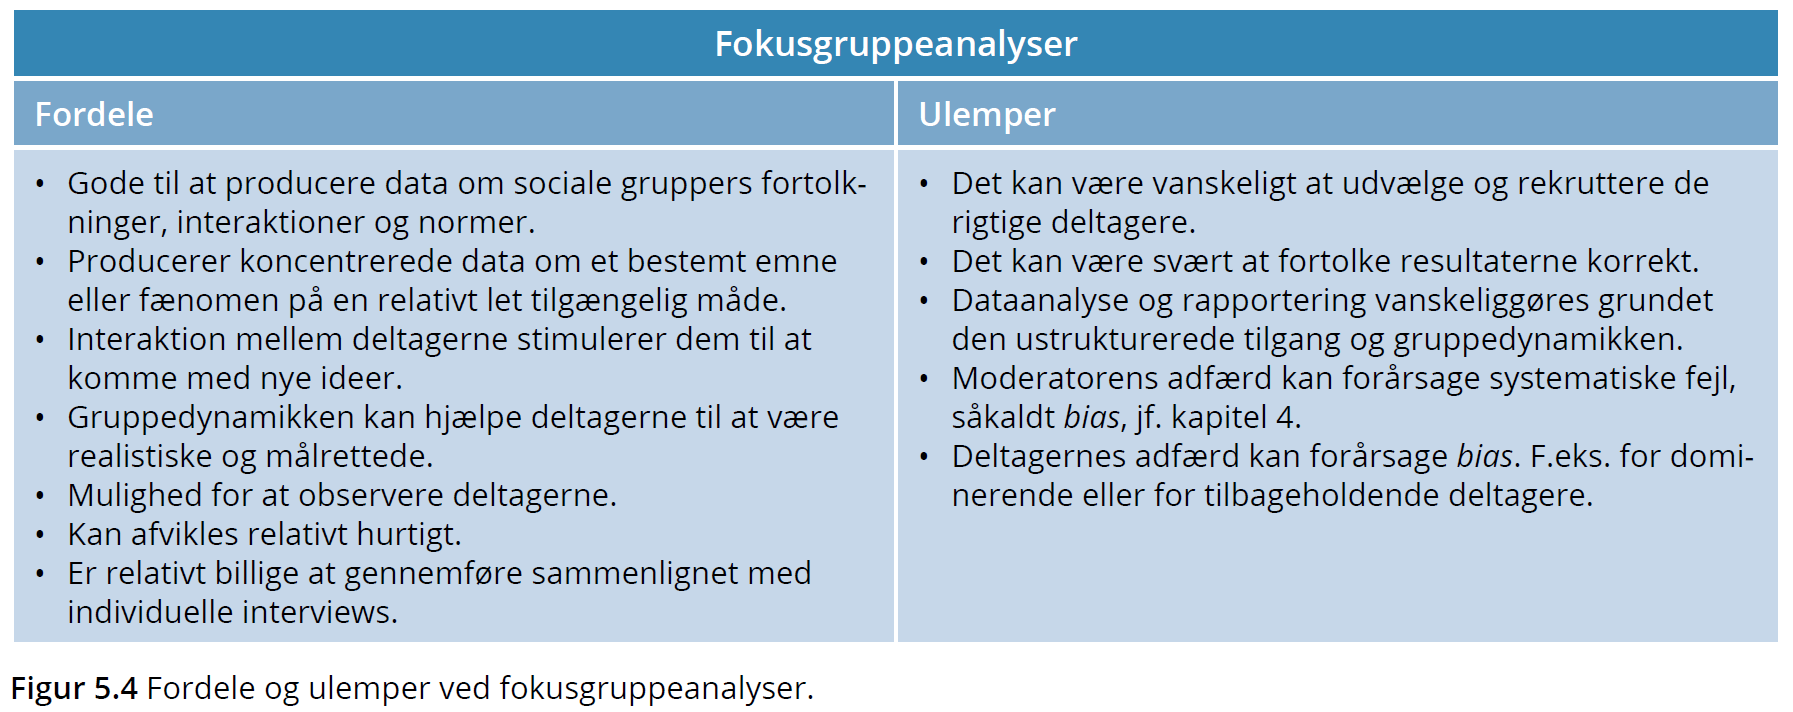 Fokusgruppeanalyser
Fordele
• Gode til at producere data om sociale gruppers fortolk-
ninger, interaktioner og normer.
• Producerer koncentrerede data om et bestemt emne
eller fænomen på en relativt let tilgængelig måde.
• Interaktion mellem deltagerne stimulerer dem til at
komme med nye ideer.
• Gruppedynamikken kan hjælpe deltagerne til at være
realistiske og målrettede.
• Mulighed for at observere deltagerne.
• Kan afvikles relativt hurtigt.
• Er relativt billige at gennemføre sammenlignet med
individuelle interviews.
Ulemper
• Det kan være vanskeligt at udvælge og rekruttere de
rigtige deltagere.
• Det kan være svært at fortolke resultaterne korrekt.
• Dataanalyse og rapportering vanskeliggøres grundet
den ustrukturerede tilgang og gruppedynamikken.
• Moderatorens adfærd kan forårsage systematiske fejl,
såkaldt bias, jf. kapitel 4.
• Deltagernes adfærd kan forårsage bias. F.eks. for domi-
nerende eller for tilbageholdende deltagere.
Figur 5.4 Fordele og ulemper ved fokusgruppeanalyser.